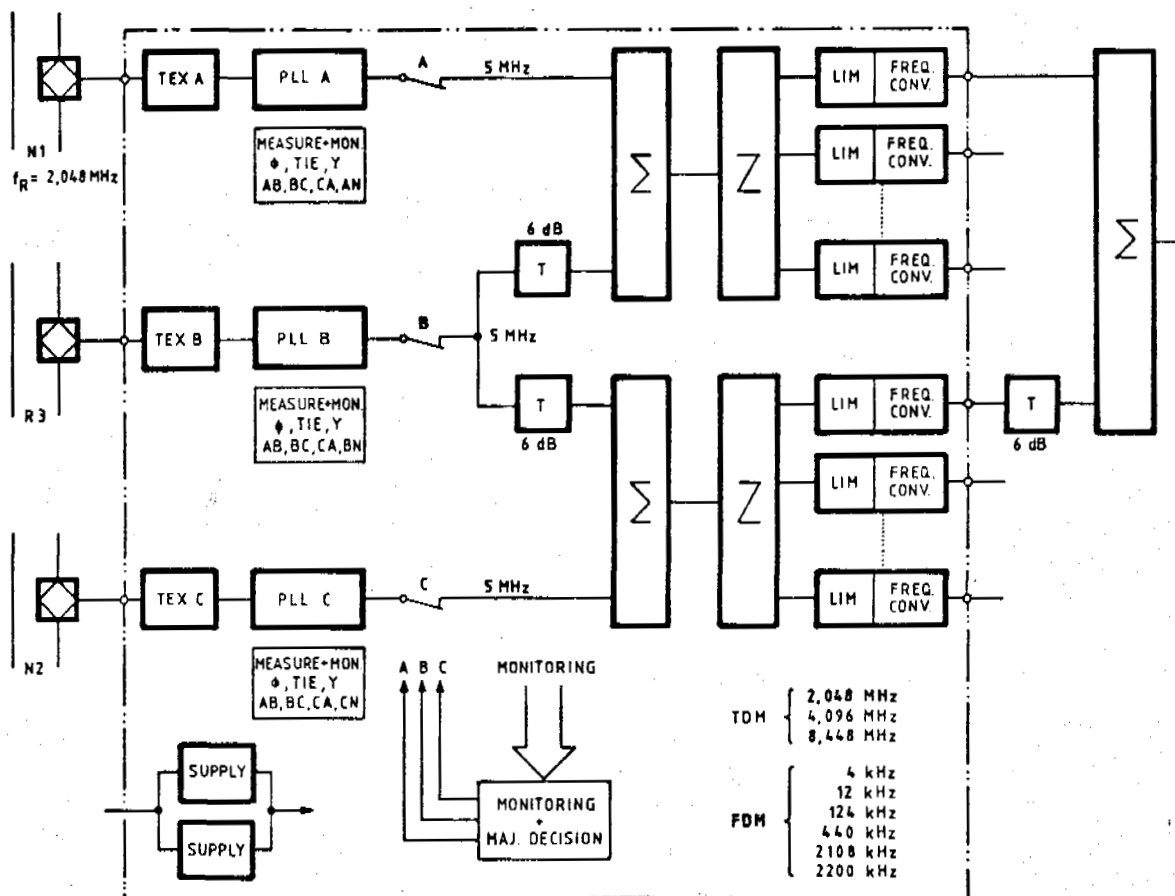 N1
f_R = 2,048 MHz
TEX A
PLL A
A
5 MHz
MEASURE+MON.
ɸ, TIE, Y
AB, BC, CA, AN
Σ
Z
LIM
FREQ. CONV.
LIM
FREQ. CONV.
LIM
FREQ. CONV.
Σ
6 dB
T
R3
TEX B
PLL B
B
5 MHz
MEASURE+MON.
ɸ, TIE, Y
AB, BC, CA, BN
T
6 dB
Σ
Z
LIM
FREQ. CONV.
T
6 dB
LIM
FREQ. CONV.
LIM
FREQ. CONV.
N2
TEX C
PLL C
C
5 MHz
MEASURE+MON.
ɸ, TIE, Y
AB, BC, CA, CN
A B C
MONITORING
MONITORING
+
MAJ. DECISION
SUPPLY
SUPPLY
TDM
2,048 MHz
4,096 MHz
8,448 MHz
FDM
4 kHz
12 kHz
124 kHz
440 kHz
2108 kHz
2200 kHz